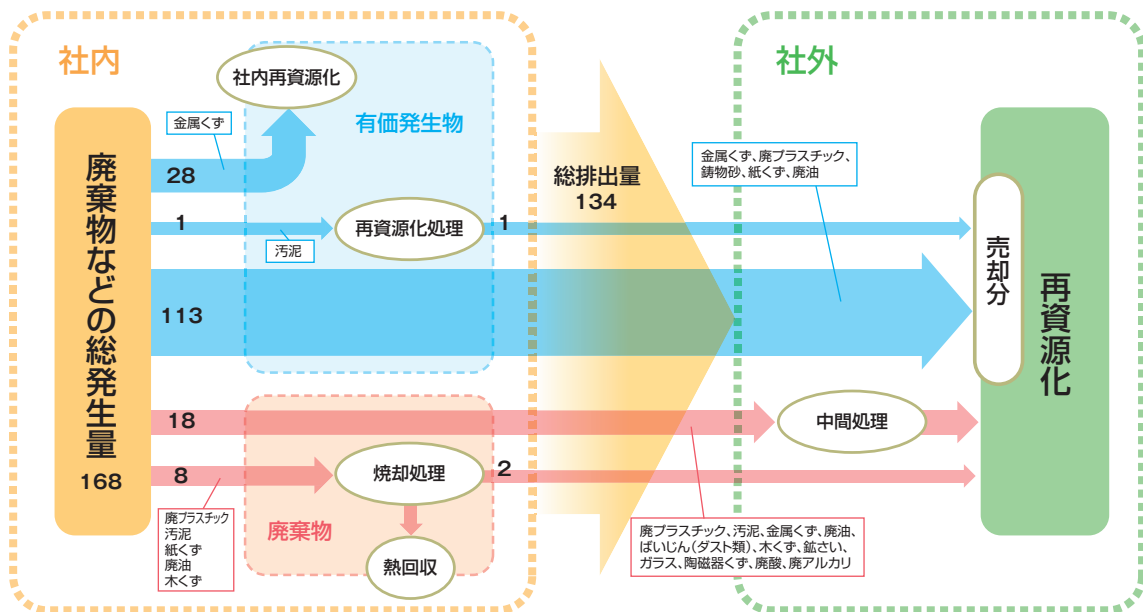 社内
社外
廃棄物などの総発生量
168
金属くず
28
社内再資源化
有価発生物
1
汚泥
再資源化処理
1
113
総排出量
134
金属くず、廃プラスチック、
鋳物砂、紙くず、廃油
売却分
再資源化
18
中間処理
8
焼却処理
2
廃棄物
熱回収
廃プラスチック
汚泥
紙くず
廃油
木くず
廃プラスチック、汚泥、金属くず、廃油、
ばいじん(ダスト類)、木くず、鉱さい、
ガラス、陶磁器くず、廃酸、廃アルカリ